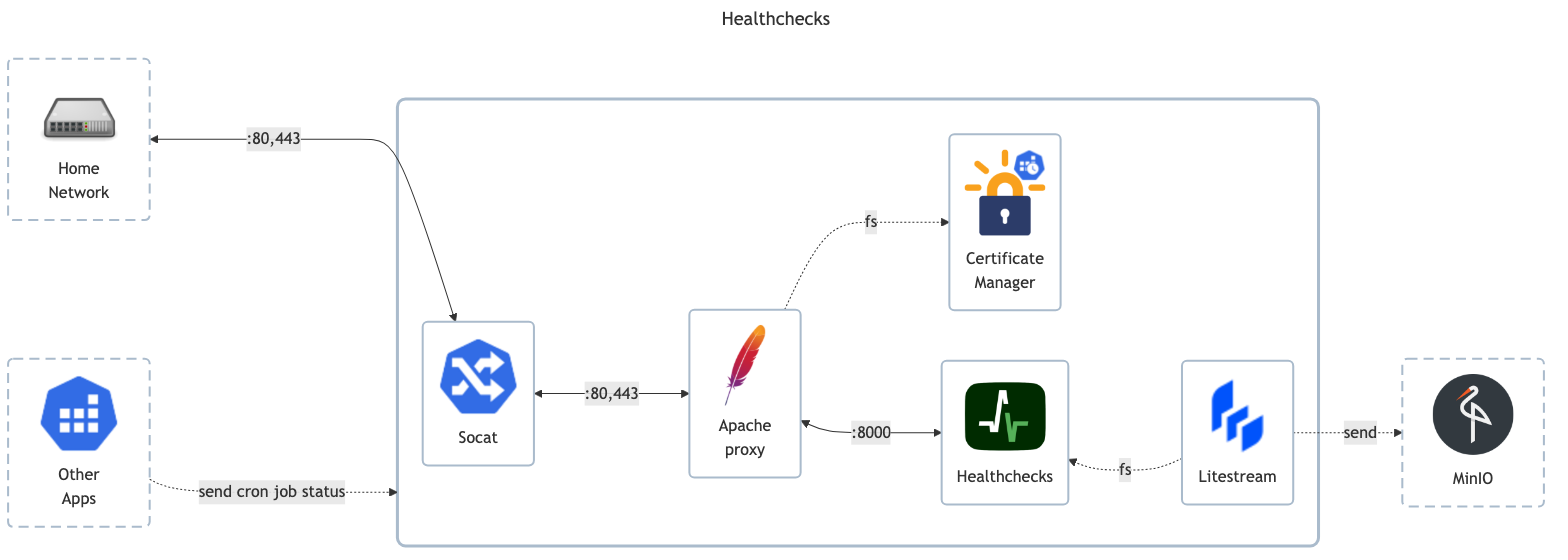 Healthchecks
Home
Network
:80,443
Certificate
Manager
fs
Socat
:80,443
Apache
proxy
:8000
Healthchecks
fs
Litestream
send
MinIO
Other
Apps
send cron job status